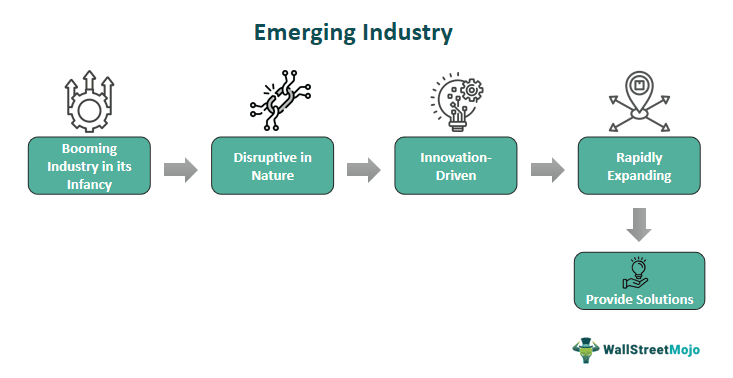 Emerging Industry
Booming
Industry in its
Infancy
Disruptive in
Nature
Innovation-
Driven
Rapidly
Expanding
Provide Solutions
WallStreetMojo